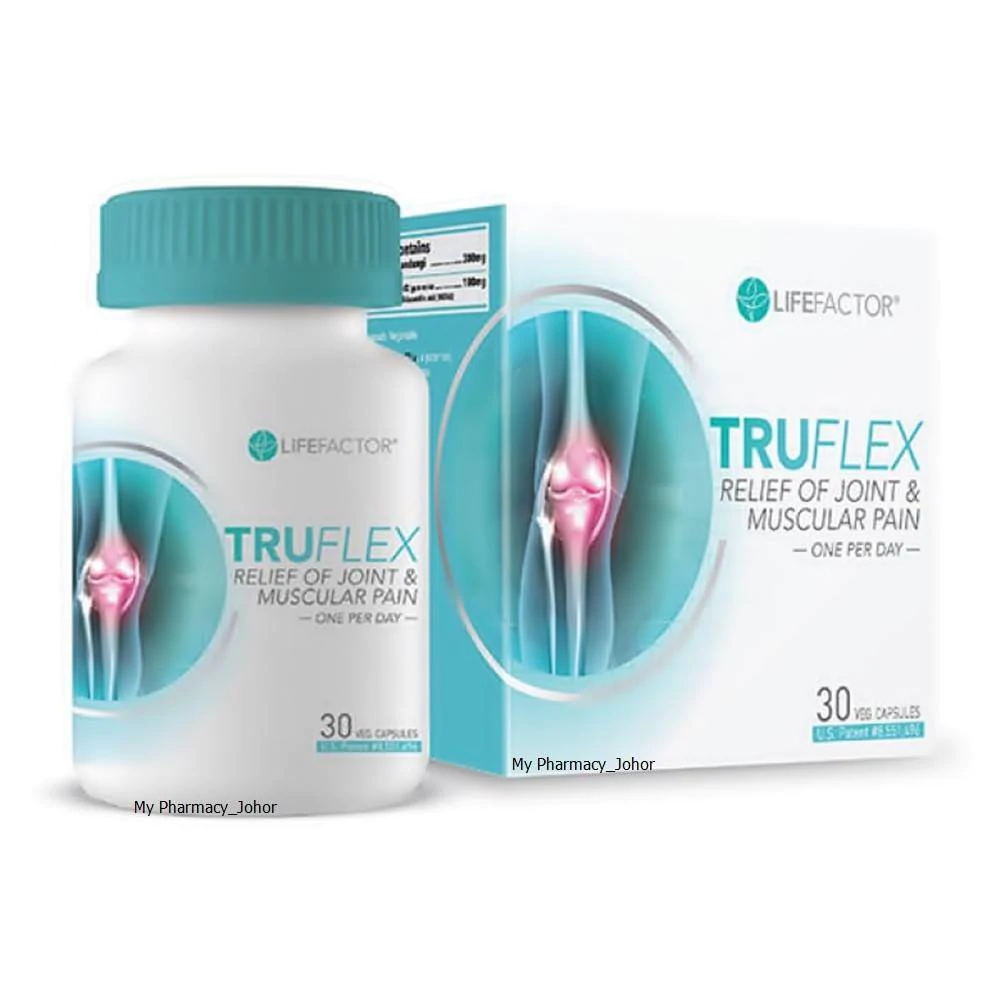 LIFEFACTOR®
TRUFLEX
RELIEF OF JOINT &
MUSCULAR PAIN
— ONE PER DAY —
30 VEG. CAPSULES
U.S. Patent #8,551,496
My Pharmacy_Johor
300mg
100mg
LIFEFACTOR®
TRUFLEX
RELIEF OF JOINT &
MUSCULAR PAIN
— ONE PER DAY —
30 VEG. CAPSULES
U.S. Patent #8,551,496
My Pharmacy_Johor